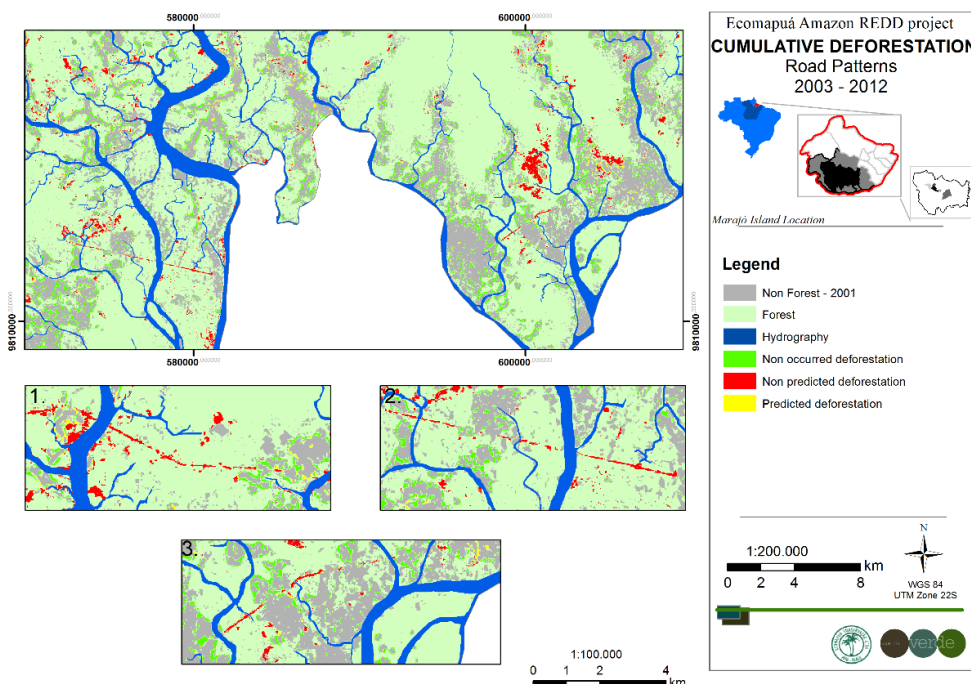 580000
600000
9810000
9810000
580000
600000
1.
2.
3.
1:100.000
0 1 2 4
km
Ecomapuá Amazon REDD project
CUMULATIVE DEFORESTATION
Road Patterns
2003 - 2012
Marajó Island Location
Legend
Non Forest - 2001
Forest
Hydrography
Non occurred deforestation
Non predicted deforestation
Predicted deforestation
1:200.000
0 2 4 6 8 km
N
WGS 84
UTM Zone 22S
verde